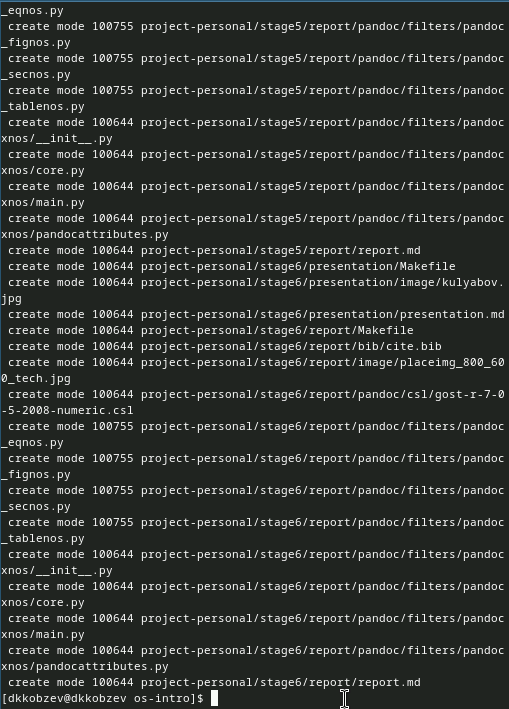 _eqnos.py
 create mode 100755 project-personal/stage5/report/pandoc/filters/pandoc
_fignos.py
 create mode 100755 project-personal/stage5/report/pandoc/filters/pandoc
_secnos.py
 create mode 100755 project-personal/stage5/report/pandoc/filters/pandoc
_tablenos.py
 create mode 100644 project-personal/stage5/report/pandoc/filters/pandoc
xnos/__init__.py
 create mode 100644 project-personal/stage5/report/pandoc/filters/pandoc
xnos/core.py
 create mode 100644 project-personal/stage5/report/pandoc/filters/pandoc
xnos/main.py
 create mode 100644 project-personal/stage5/report/pandoc/filters/pandoc
xnos/pandocattributes.py
 create mode 100644 project-personal/stage5/report/report.md
 create mode 100644 project-personal/stage6/presentation/Makefile
 create mode 100644 project-personal/stage6/presentation/image/kulyabov.
jpg
 create mode 100644 project-personal/stage6/presentation/presentation.md
 create mode 100644 project-personal/stage6/report/Makefile
 create mode 100644 project-personal/stage6/report/bib/cite.bib
 create mode 100644 project-personal/stage6/report/image/placeimg_800_60
0_tech.jpg
 create mode 100644 project-personal/stage6/report/pandoc/csl/gost-r-7-0
-5-2008-numeric.csl
 create mode 100755 project-personal/stage6/report/pandoc/filters/pandoc
_eqnos.py
 create mode 100755 project-personal/stage6/report/pandoc/filters/pandoc
_fignos.py
 create mode 100755 project-personal/stage6/report/pandoc/filters/pandoc
_secnos.py
 create mode 100755 project-personal/stage6/report/pandoc/filters/pandoc
_tablenos.py
 create mode 100644 project-personal/stage6/report/pandoc/filters/pandoc
xnos/__init__.py
 create mode 100644 project-personal/stage6/report/pandoc/filters/pandoc
xnos/core.py
 create mode 100644 project-personal/stage6/report/pandoc/filters/pandoc
xnos/main.py
 create mode 100644 project-personal/stage6/report/pandoc/filters/pandoc
xnos/pandocattributes.py
 create mode 100644 project-personal/stage6/report/report.md
[dkkobzev@dkkobzev os-intro]$